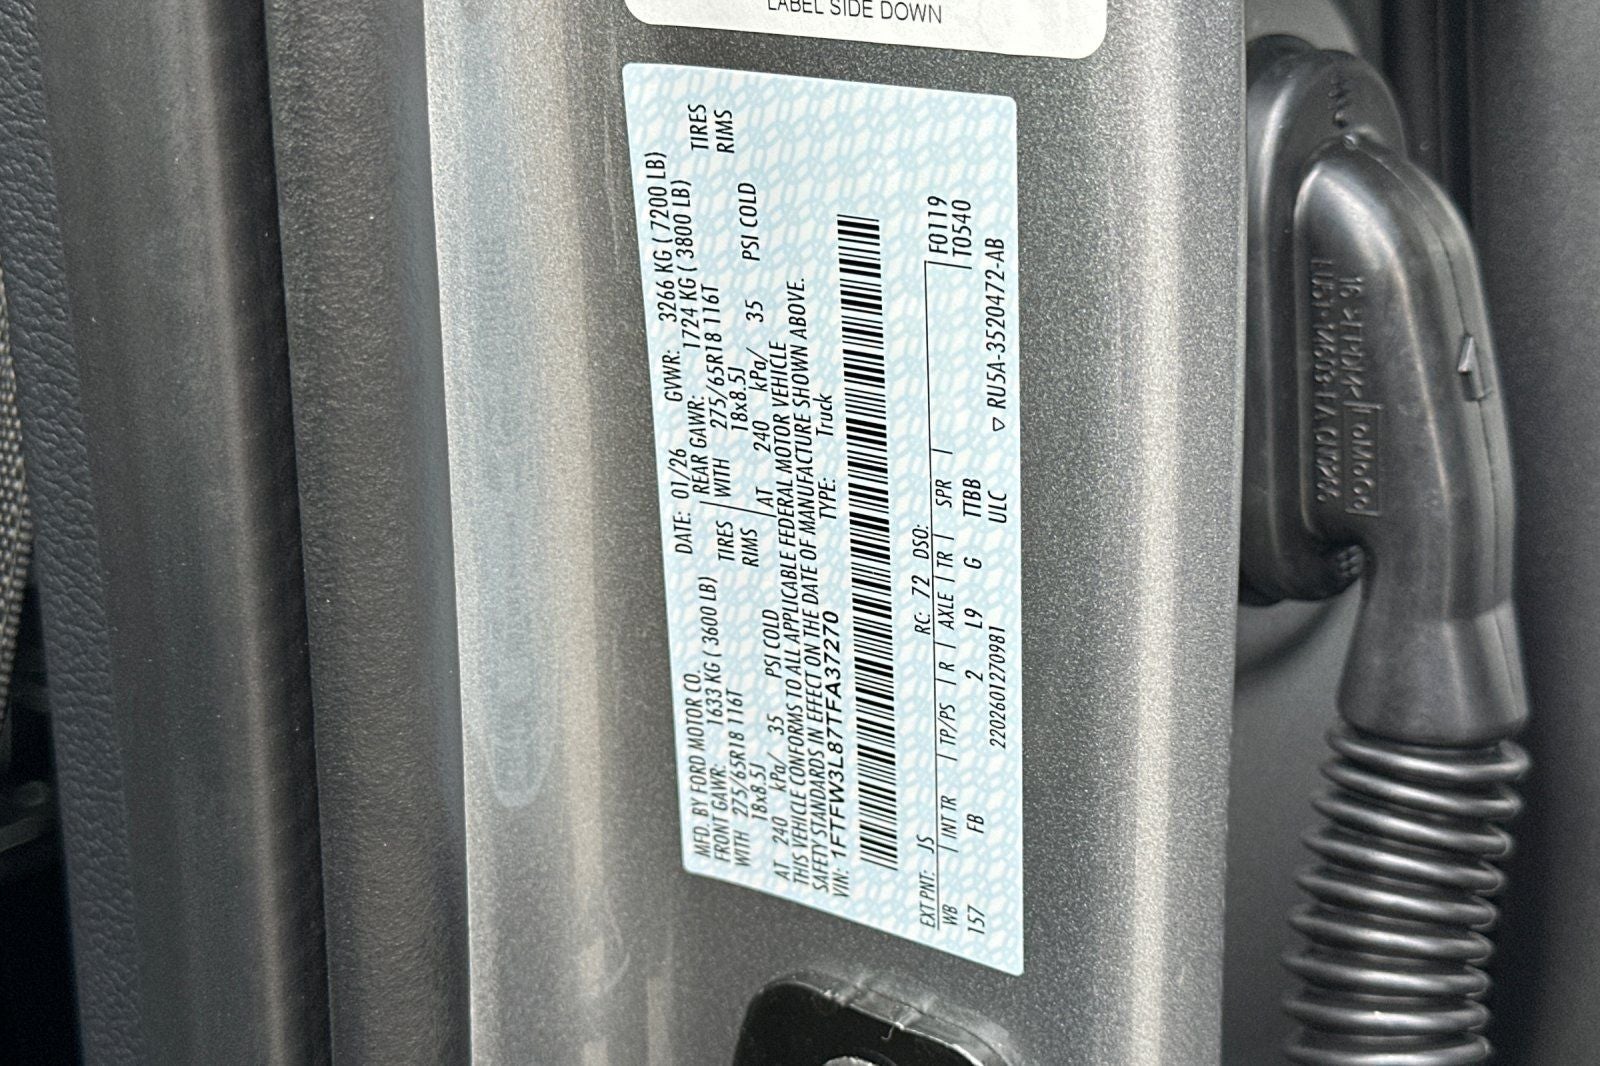 LABEL SIDE DOWN
MFD. BY FORD MOTOR CO. DATE: 01/26 GVWR: 3266 KG ( 7200 LB)
FRONT GAWR: 1633 KG ( 3600 LB) REAR GAWR: 1724 KG ( 3800 LB)
WITH 275/65R18 116T TIRES WITH 275/65R18 116T TIRES
18x8.5J RIMS 18x8.5J RIMS
AT 240 kPa/ 35 PSI COLD AT 240 kPa/ 35 PSI COLD
THIS VEHICLE CONFORMS TO ALL APPLICABLE FEDERAL MOTOR VEHICLE
SAFETY STANDARDS IN EFFECT ON THE DATE OF MANUFACTURE SHOWN ABOVE.
VIN: 1FTFW3L87TFA37270 TYPE: Truck
EXT PNT: JS RC: 72 DSO: F0119
WB INT TR TP/PS R AXLE TR SPR T0540
157 FB 2 L9 G TTBB
220260127098 1 ULC ▽ RU5A-3520472-AB
FoMoCo